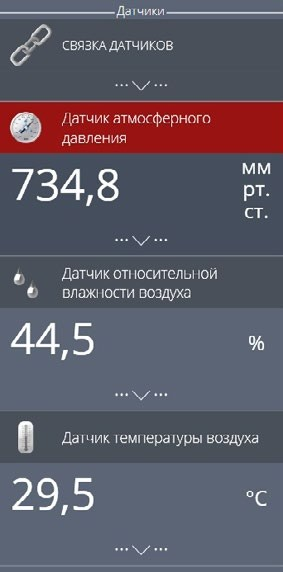 Датчики
СВЯЗКА ДАТЧИКОВ
Датчик атмосферного
давления
734,8
мм
рт.
ст.
Датчик относительной
влажности воздуха
44,5
%
Датчик температуры воздуха
29,5
°C